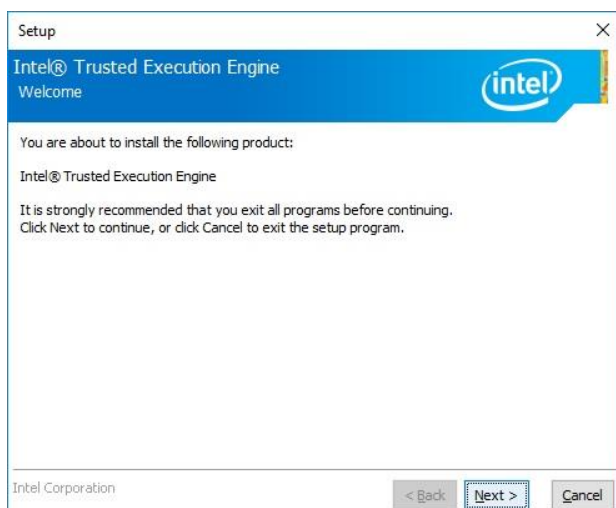 Setup
Intel® Trusted Execution Engine
Welcome
intel
You are about to install the following product:
Intel® Trusted Execution Engine
It is strongly recommended that you exit all programs before continuing.
Click Next to continue, or click Cancel to exit the setup program.
Intel Corporation
< Back Next > Cancel